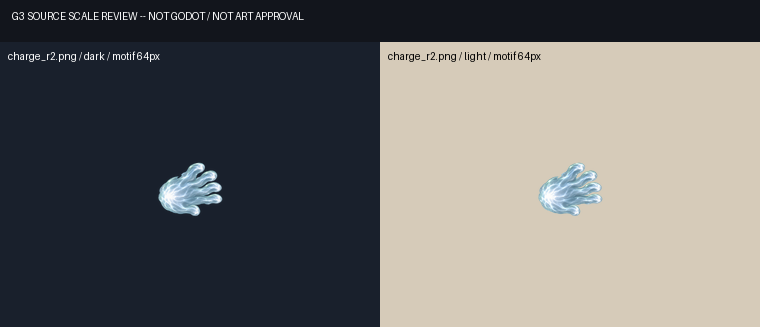 G3 SOURCE SCALE REVIEW -- NOT GODOT / NOT ART APPROVAL
charge_r2.png / dark / motif 64px
charge_r2.png / light / motif 64px